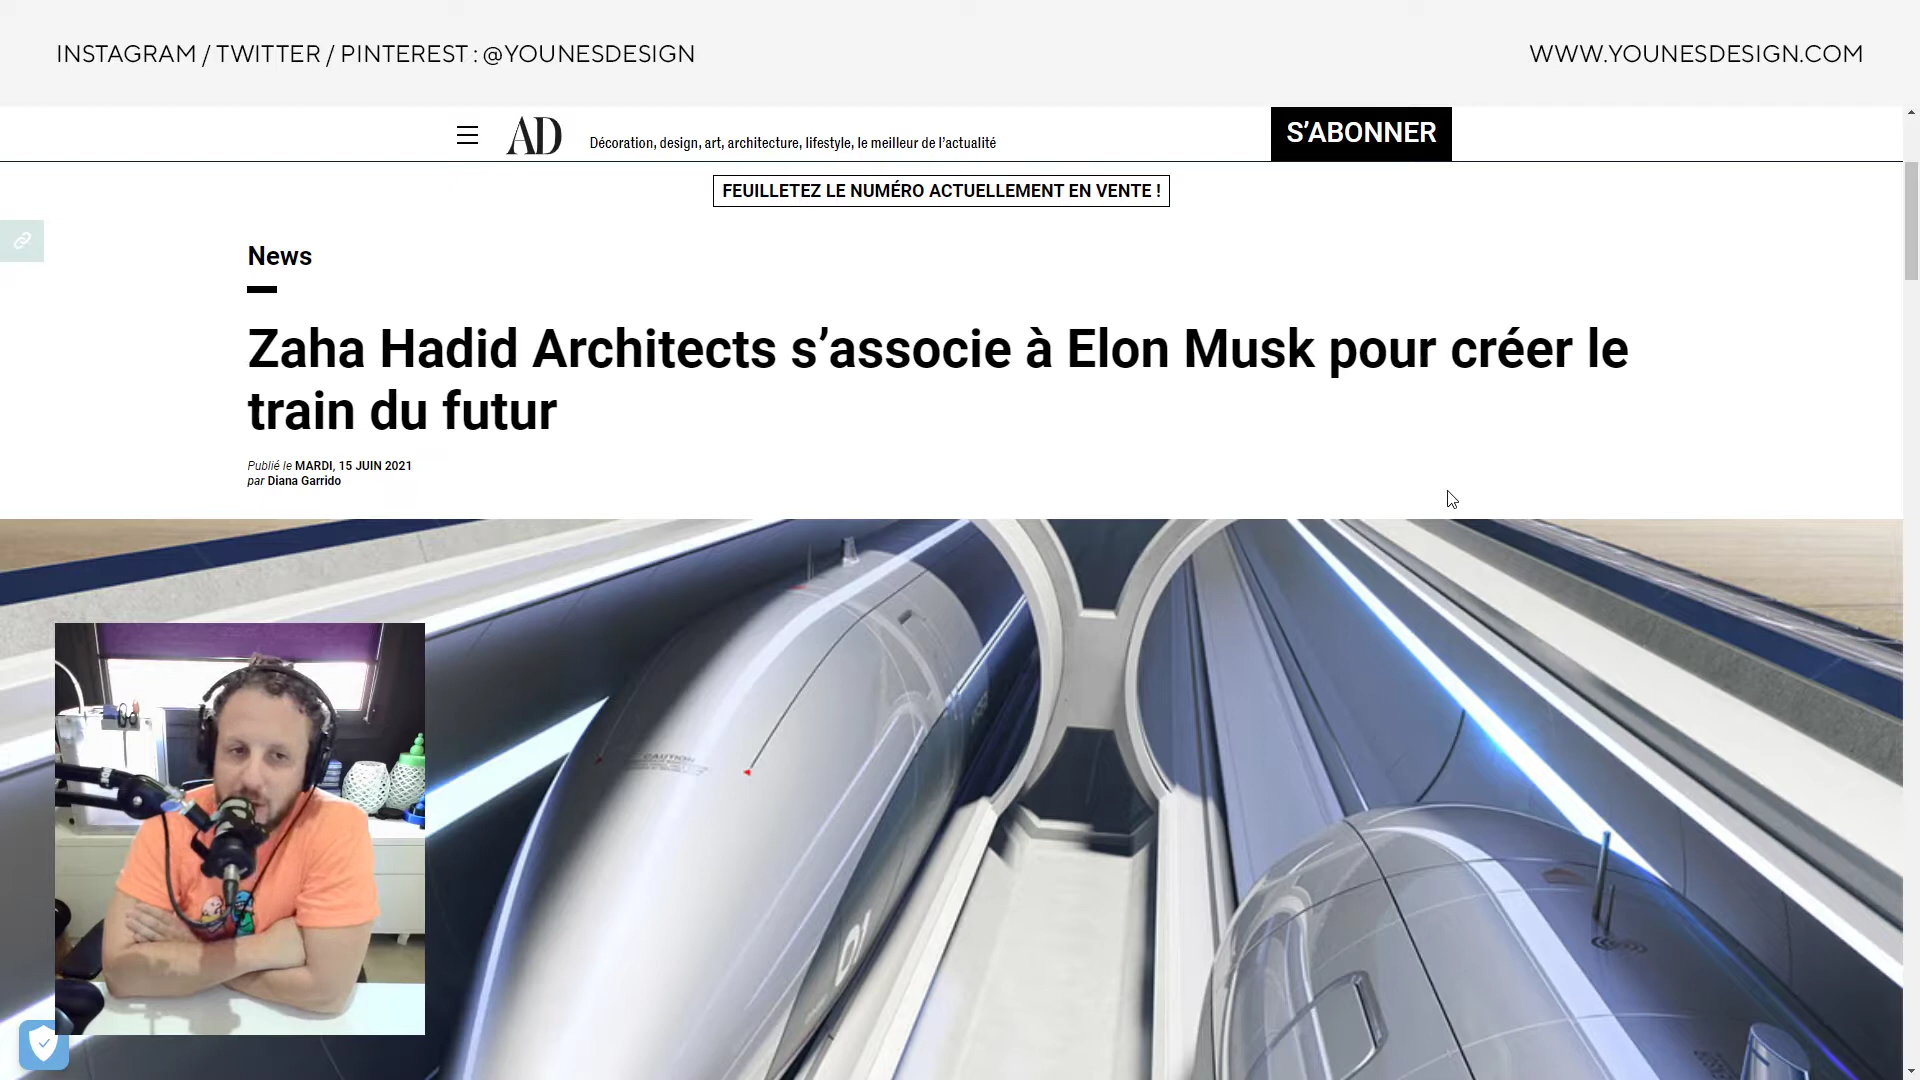 INSTAGRAM / TWITTER / PINTEREST : @YOUNESDESIGN
WWW.YOUNESDESIGN.COM
AD
Décoration, design, art, architecture, lifestyle, le meilleur de l’actualité
S’ABONNER
FEUILLETEZ LE NUMÉRO ACTUELLEMENT EN VENTE !
News
Zaha Hadid Architects s’associe à Elon Musk pour créer le
train du futur
Publié le MARDI, 15 JUIN 2021
par Diana Garrido
CAUTION